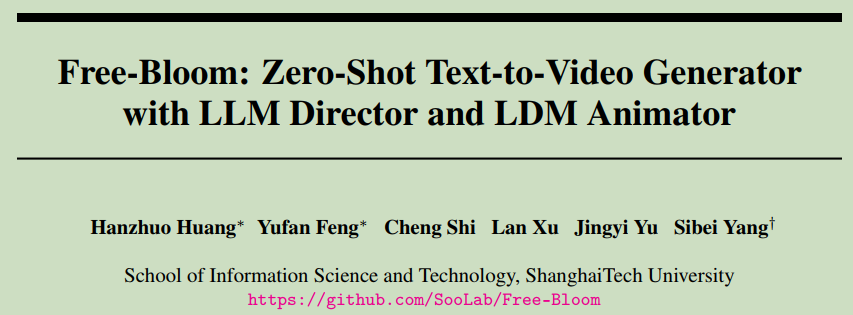 Free-Bloom: Zero-Shot Text-to-Video Generator
with LLM Director and LDM Animator
Hanzhuo Huang* Yufan Feng* Cheng Shi Lan Xu Jingyi Yu Sibei Yang†
School of Information Science and Technology, ShanghaiTech University
https://github.com/SooLab/Free-Bloom